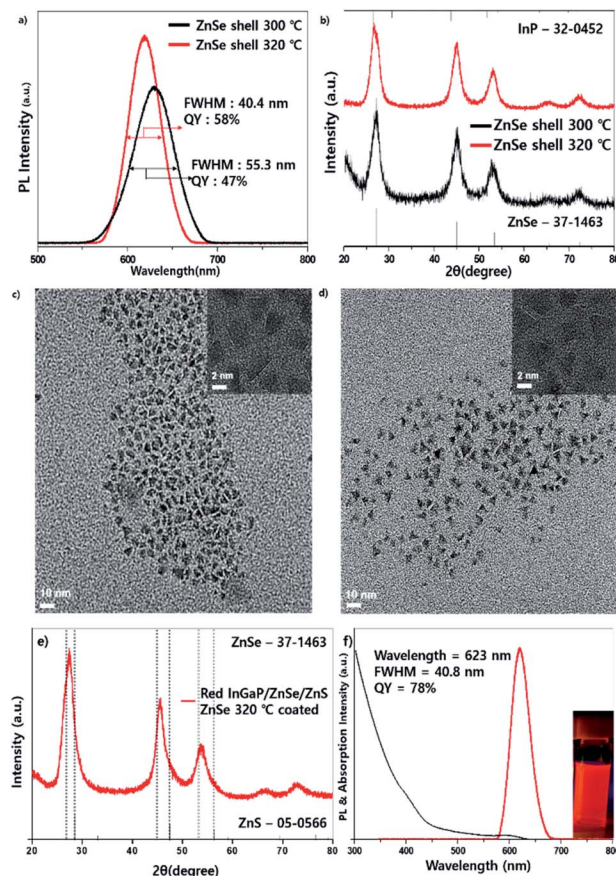 a)
ZnSe shell 300 ℃
ZnSe shell 320 ℃
FWHM : 40.4 nm
QY : 58%
FWHM : 55.3 nm
QY : 47%
PL Intensity (a.u.)
500 600 700 800
Wavelength(nm)
b)
InP – 32-0452
ZnSe shell 300 ℃
ZnSe shell 320 ℃
ZnSe – 37-1463
Intensity (a.u.)
20 30 40 50 60 70 80
2θ(degree)
c)
2 nm
10 nm
d)
2 nm
10 nm
e)
ZnSe – 37-1463
Red InGaP/ZnSe/ZnS
ZnSe 320 ℃ coated
ZnS – 05-0566
Intensity (a.u.)
20 30 40 50 60 70 80
2θ(degree)
f)
Wavelength = 623 nm
FWHM = 40.8 nm
QY = 78%
PL & Absorption Intensity (a.u.)
300 400 500 600 700 800
Wavelength (nm)